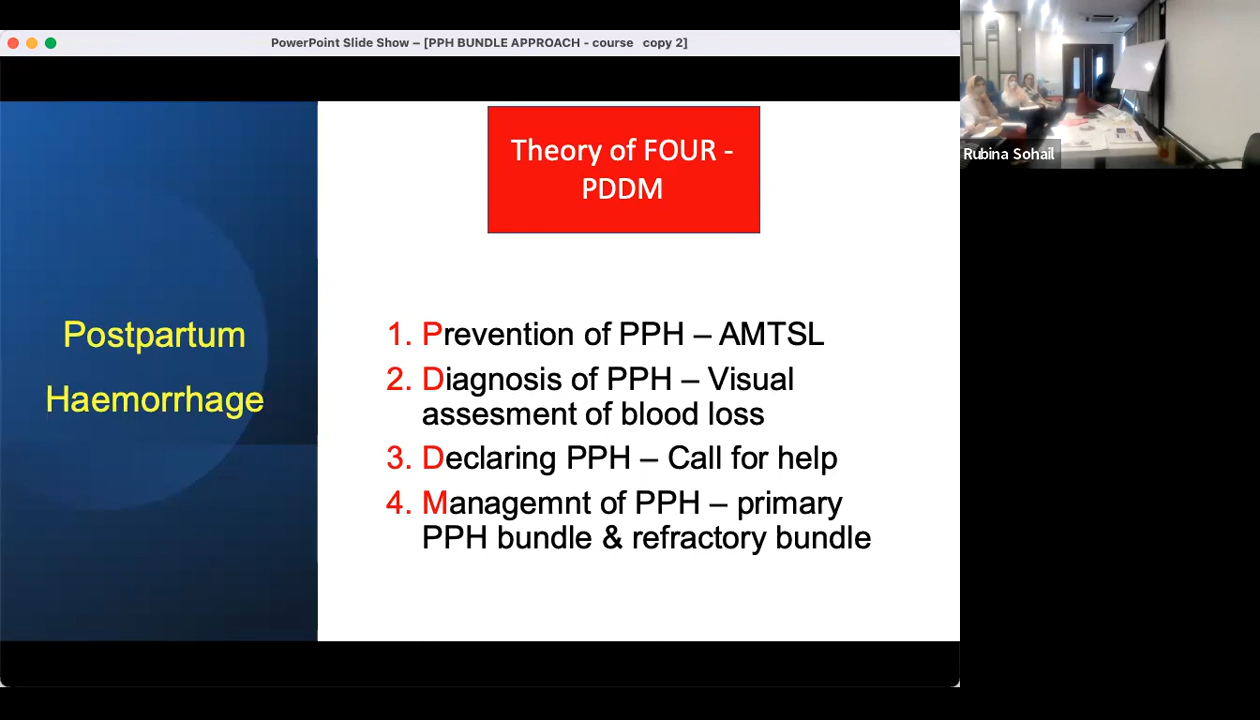 PowerPoint Slide Show – [PPH BUNDLE APPROACH - course copy 2]
Theory of FOUR -
PDDM
Postpartum
Haemorrhage
1. Prevention of PPH – AMTSL
2. Diagnosis of PPH – Visual
assesment of blood loss
3. Declaring PPH – Call for help
4. Managemnt of PPH – primary
PPH bundle & refractory bundle
Rubina Sohail